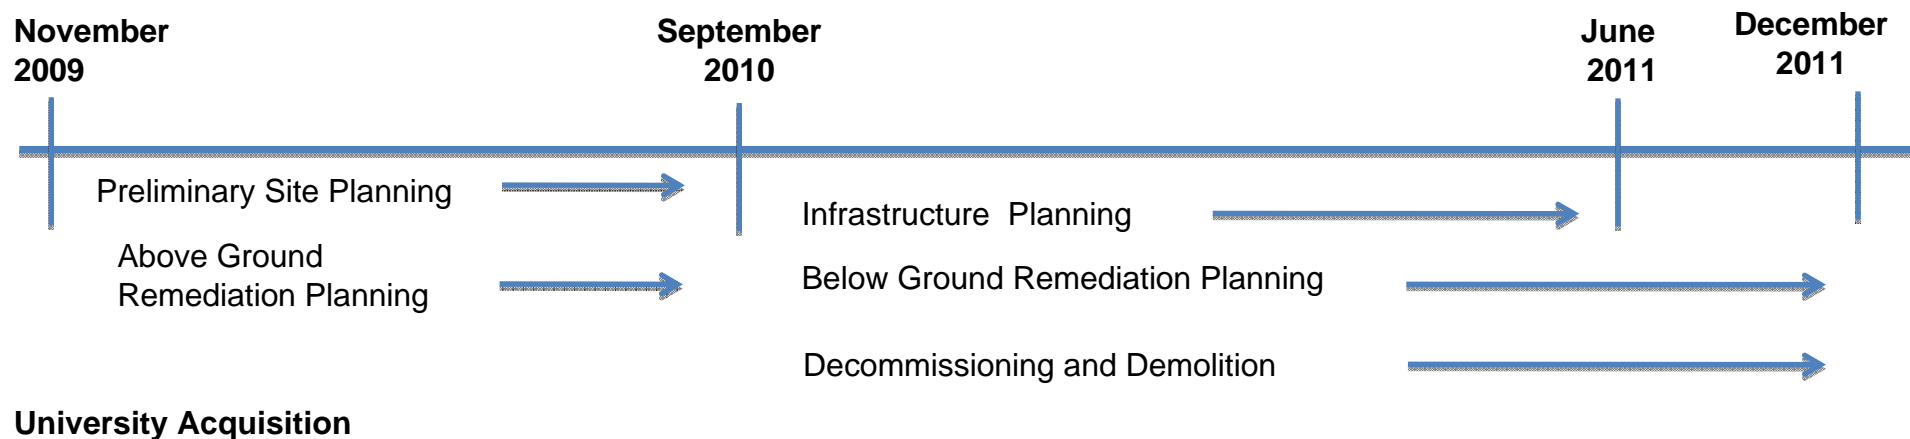 November
2009
September
2010
June
2011
December
2011
Preliminary Site Planning
Above Ground
Remediation Planning
Infrastructure  Planning
Below Ground Remediation Planning
Decommissioning and Demolition
University Acquisition